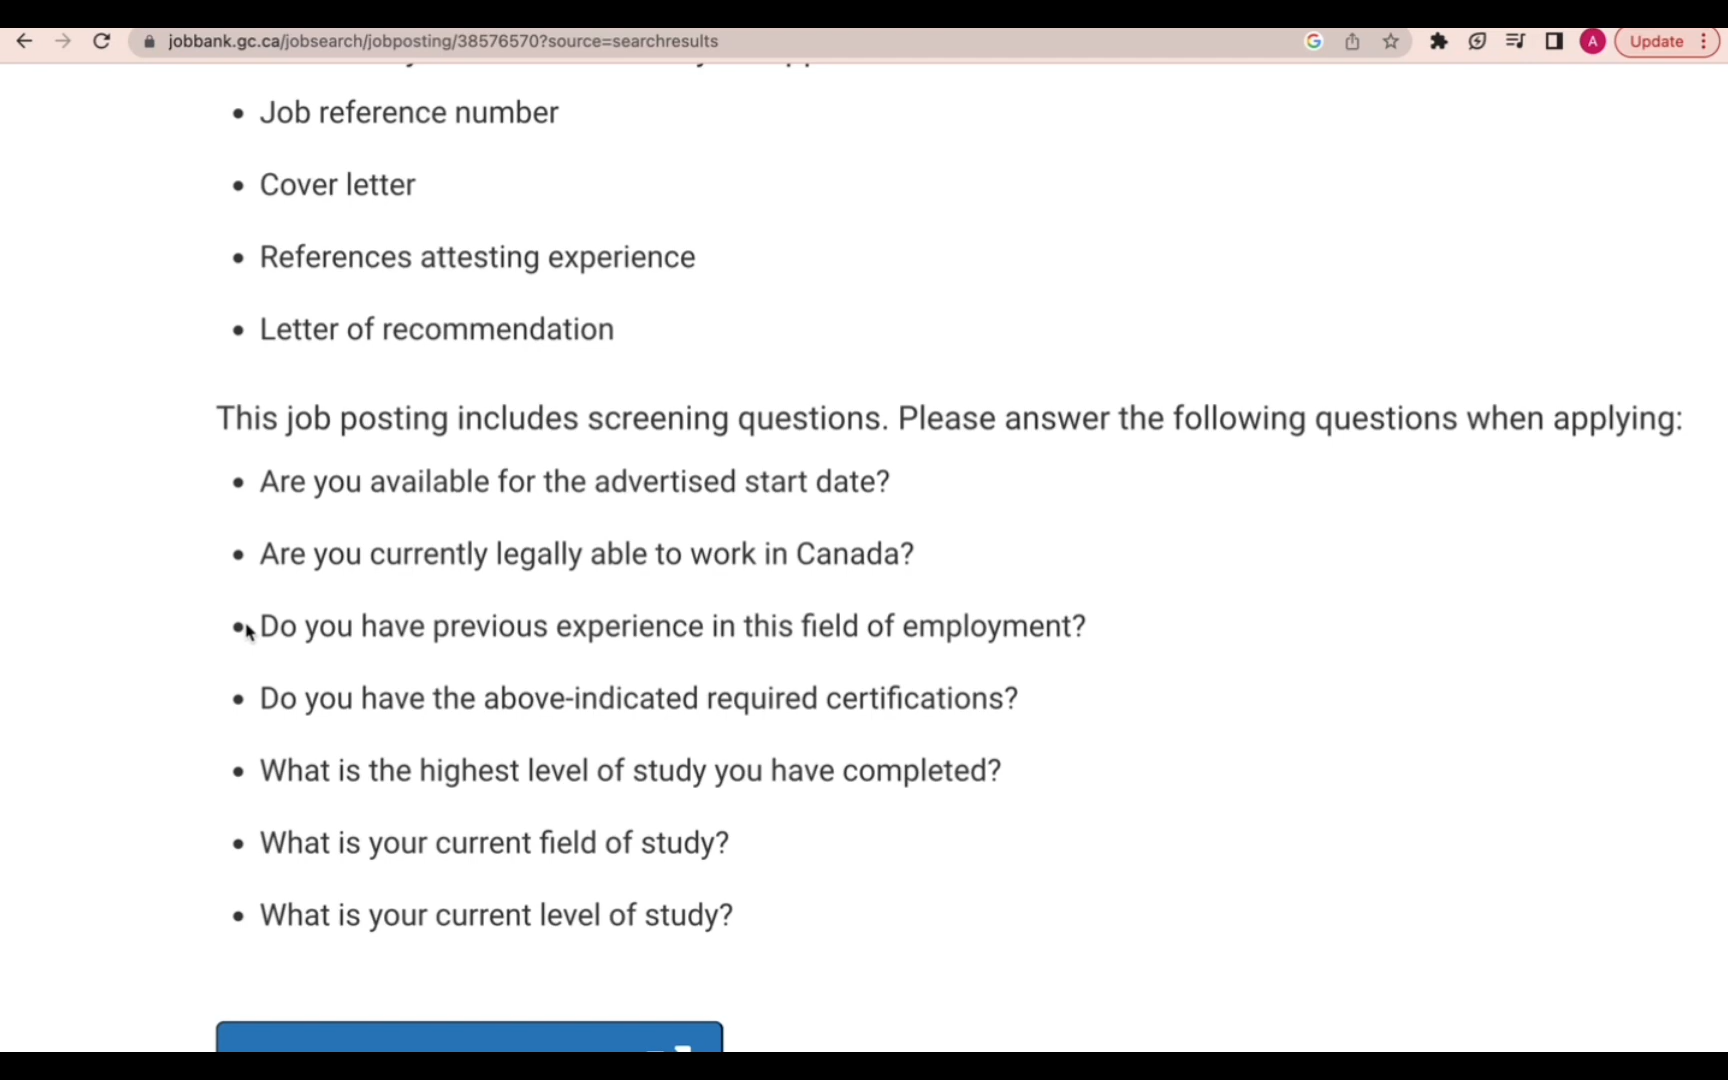 jobbank.gc.ca/jobsearch/jobposting/38576570?source=searchresults
G
A
Update
• Job reference number
• Cover letter
• References attesting experience
• Letter of recommendation
This job posting includes screening questions. Please answer the following questions when applying:
• Are you available for the advertised start date?
• Are you currently legally able to work in Canada?
• Do you have previous experience in this field of employment?
• Do you have the above-indicated required certifications?
• What is the highest level of study you have completed?
• What is your current field of study?
• What is your current level of study?